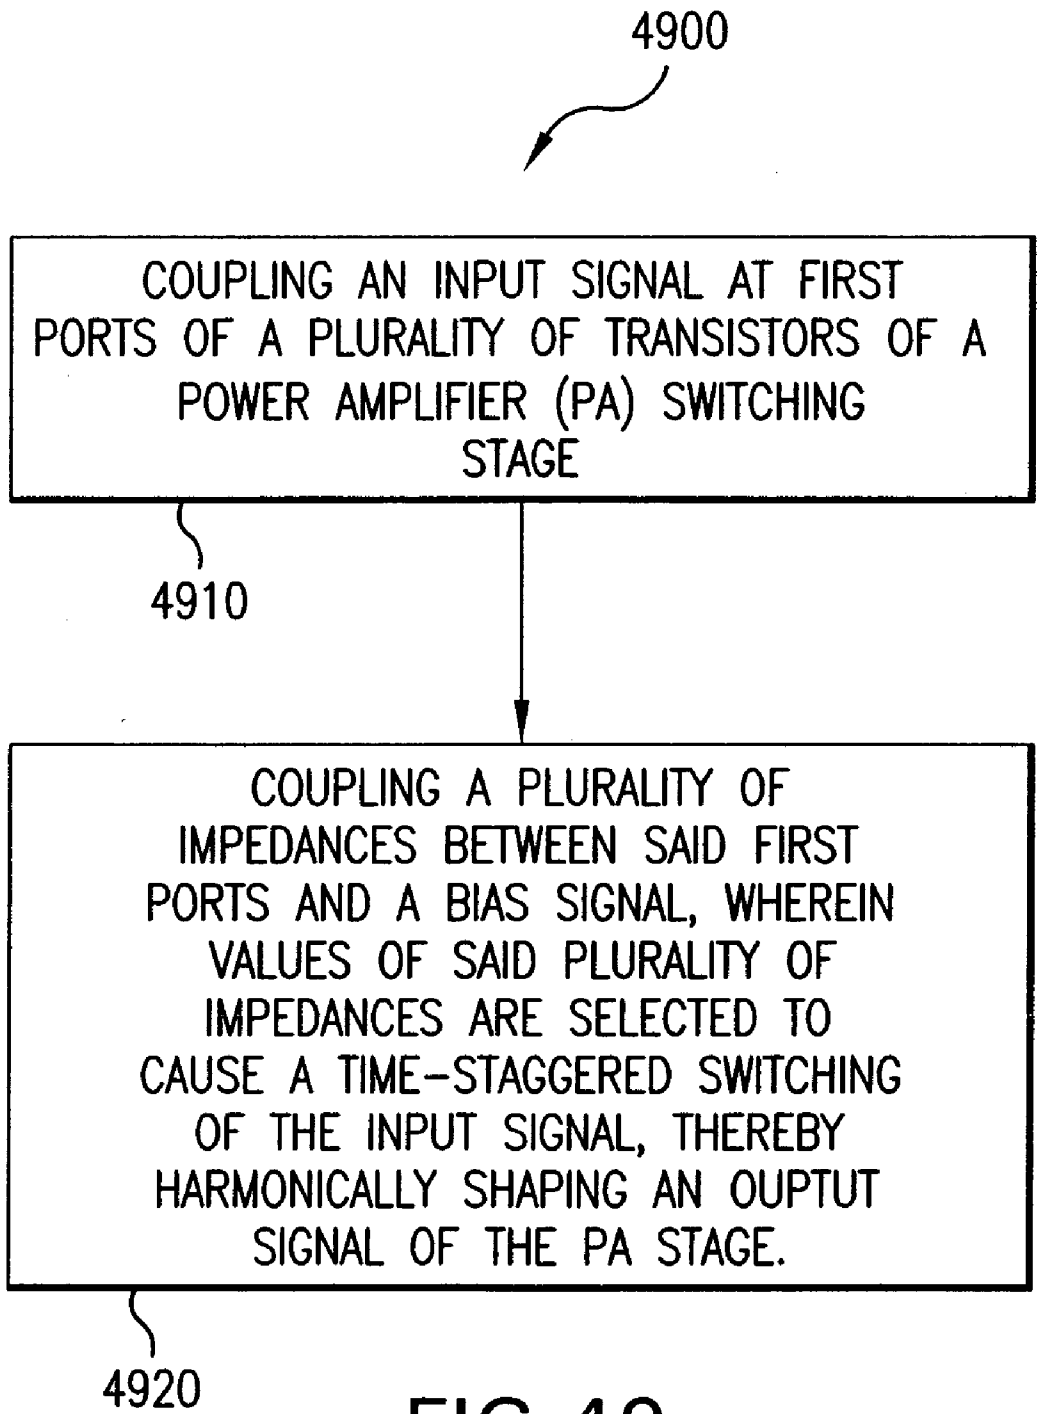 4900
COUPLING AN INPUT SIGNAL AT FIRST
PORTS OF A PLURALITY OF TRANSISTORS OF A
POWER AMPLIFIER (PA) SWITCHING
STAGE
4910
COUPLING A PLURALITY OF
IMPEDANCES BETWEEN SAID FIRST
PORTS AND A BIAS SIGNAL, WHEREIN
VALUES OF SAID PLURALITY OF
IMPEDANCES ARE SELECTED TO
CAUSE A TIME-STAGGERED SWITCHING
OF THE INPUT SIGNAL, THEREBY
HARMONICALLY SHAPING AN OUPTUT
SIGNAL OF THE PA STAGE.
4920
FIG.49